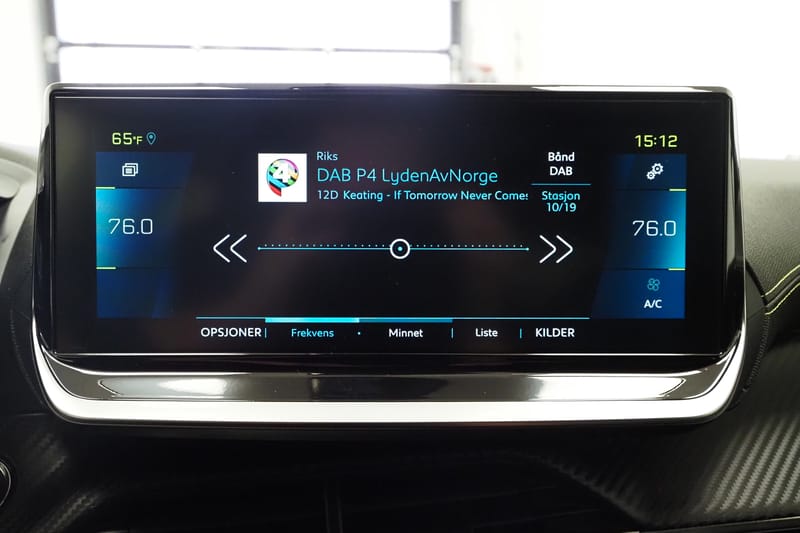 65°F
15:12
Riks
DAB P4 LydenAvNorge
12D Keating - If Tomorrow Never Comes
Bånd
DAB
Stasjon
10/19
76.0
76.0
A/C
OPSJONER
Frekvens
Minnet
Liste
KILDER